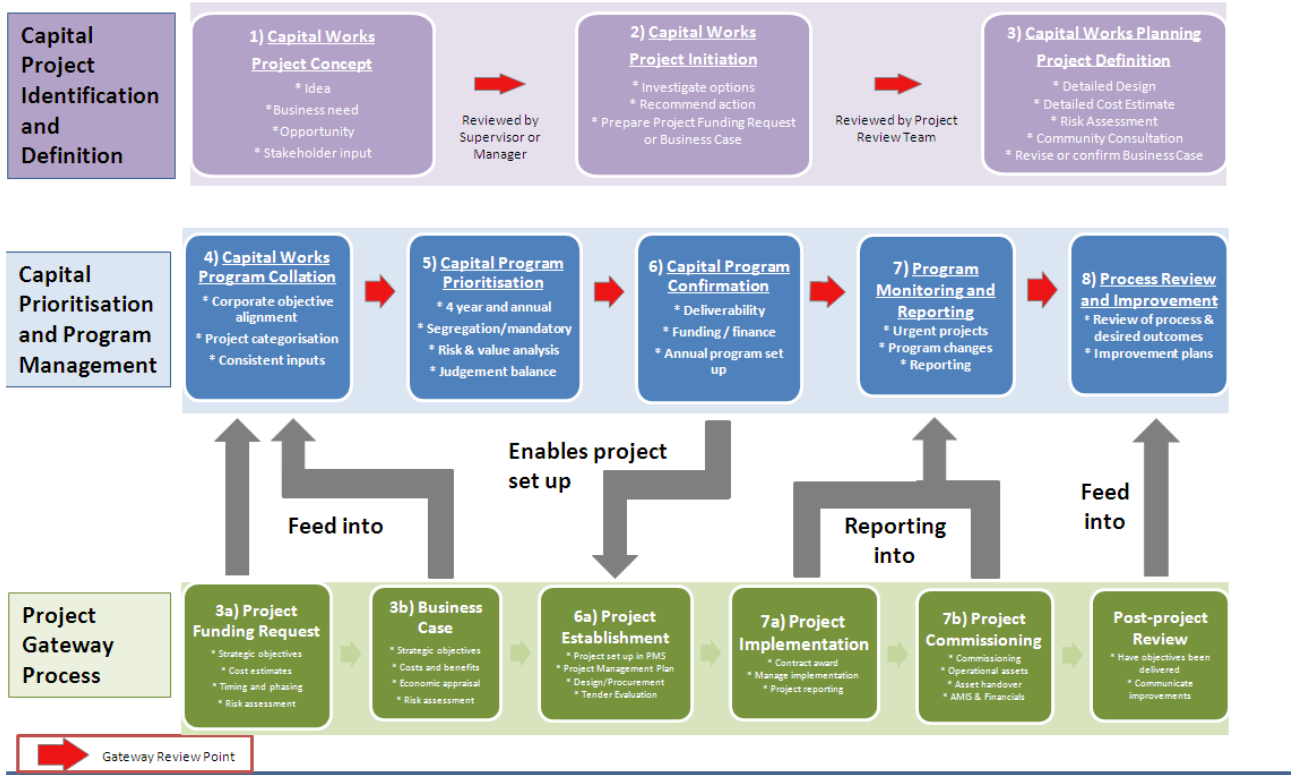 Capital
Project
Identification
and
Definition
1) Capital Works
Project Concept
* Idea
*Business need
* Opportunity
* Stakeholder input
Reviewed by
Supervisor or
Manager
2) Capital Works
Project Initiation
* Investigate options
* Recommend action
* Prepare Project Funding Request
or Business Case
Reviewed by Project
Review Team
3) Capital Works Planning
Project Definition
* Detailed Design
* Detailed Cost Estimate
* Risk Assessment
* Community Consultation
* Revise or confirm Business Case
Capital
Prioritisation
and Program
Management
4) Capital Works
Program Collation
* Corporate objective
alignment
* Project categorisation
* Consistent inputs
5) Capital Program
Prioritisation
* 4 year and annual
* Segregation/mandatory
* Risk & value analysis
* Judgement balance
6) Capital Program
Confirmation
* Deliverability
* Funding / finance
* Annual program set
up
7) Program
Monitoring and
Reporting
* Urgent projects
* Program changes
* Reporting
8) Process Review
and Improvement
* Review of process &
desired outcomes
* Improvement plans
Feed into
Enables project
set up
Reporting
into
Feed
into
Project
Gateway
Process
3a) Project
Funding Request
* Strategic objectives
* Cost estimates
* Timing and phasing
* Risk assessment
3b) Business
Case
* Strategic objectives
* Costs and benefits
* Economic appraisal
* Risk assessment
6a) Project
Establishment
* Project set up in PMS
* Project Management Plan
* Design/Procurement
* Tender Evaluation
7a) Project
Implementation
* Contract award
* Manage implementation
* Project reporting
7b) Project
Commissioning
* Commissioning
* Operational assets
* Asset handover
* AMIS & Financials
Post-project
Review
* Have objectives been
delivered
* Communicate
improvements
Gateway Review Point